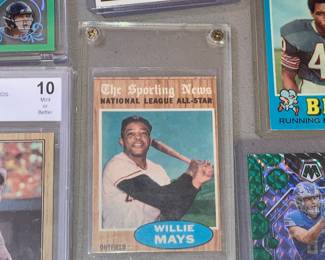 10
Mint
or
Better
The Sporting News
NATIONAL LEAGUE ALL-STAR
WILLIE
MAYS
OUTFIELD
RUNNING